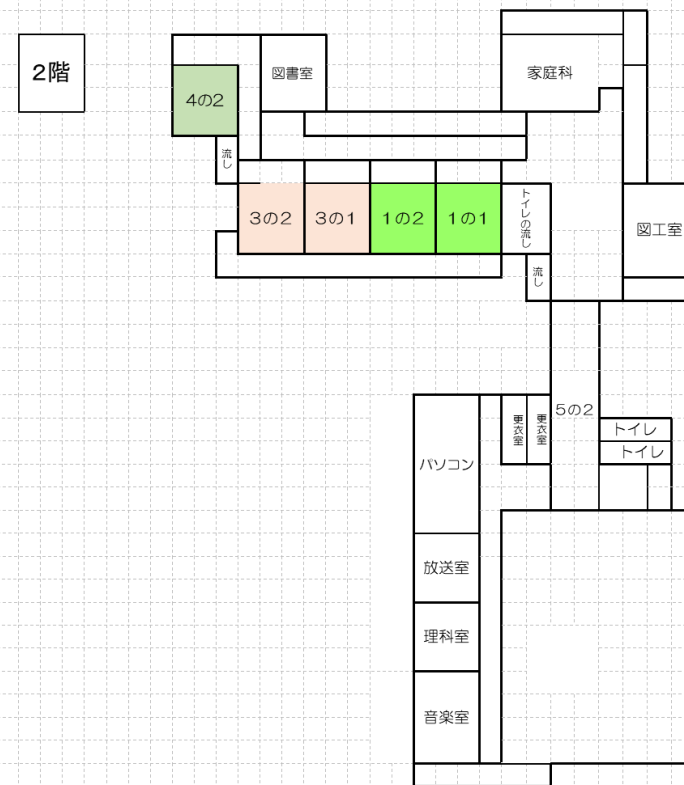 2階
図書室
家庭科
4の2
流し
3の2
3の1
1の2
1の1
トイレの流し
図工室
流し
5の2
更衣室
更衣室
トイレ
トイレ
パソコン
放送室
理科室
音楽室